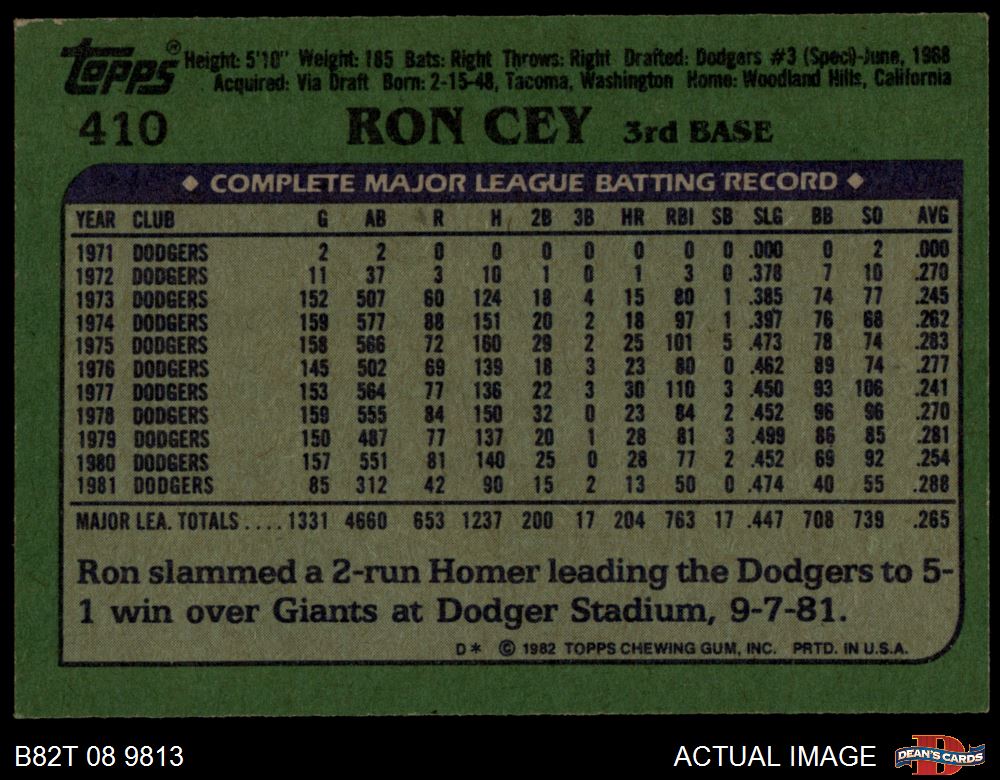 Topps® Height: 5'10" Weight: 185 Bats: Right Throws: Right Drafted: Dodgers #3 (Spec)-June, 1968
Acquired: Via Draft Born: 2-15-48, Tacoma, Washington Home: Woodland Hills, California
410 RON CEY 3rd BASE
◆ COMPLETE MAJOR LEAGUE BATTING RECORD ◆
YEAR CLUB G AB R H 2B 3B HR RBI SB SLG BB SO AVG
1971 DODGERS 2 2 0 0 0 0 0 0 0 .000 0 2 .000
1972 DODGERS 11 37 3 10 1 0 1 3 0 .378 7 10 .270
1973 DODGERS 152 507 60 124 18 4 15 80 1 .385 74 77 .245
1974 DODGERS 159 577 88 151 20 2 18 97 1 .397 76 68 .262
1975 DODGERS 158 566 72 160 29 2 25 101 5 .473 78 74 .283
1976 DODGERS 145 502 69 139 18 3 23 80 0 .462 89 74 .277
1977 DODGERS 153 564 77 136 22 3 30 110 3 .450 93 106 .241
1978 DODGERS 159 555 84 150 32 0 23 84 2 .452 96 96 .270
1979 DODGERS 150 487 77 137 20 1 28 81 3 .499 86 85 .281
1980 DODGERS 157 551 81 140 25 0 28 77 2 .452 69 92 .254
1981 DODGERS 85 312 42 90 15 2 13 50 0 .474 40 55 .288
MAJOR LEA. TOTALS .... 1331 4660 653 1237 200 17 204 763 17 .447 708 739 .265
Ron slammed a 2-run Homer leading the Dodgers to 5-
1 win over Giants at Dodger Stadium, 9-7-81.
D* © 1982 TOPPS CHEWING GUM, INC. PRTD. IN U.S.A.
B82T 08 9813 ACTUAL IMAGE DEAN'S CARDS